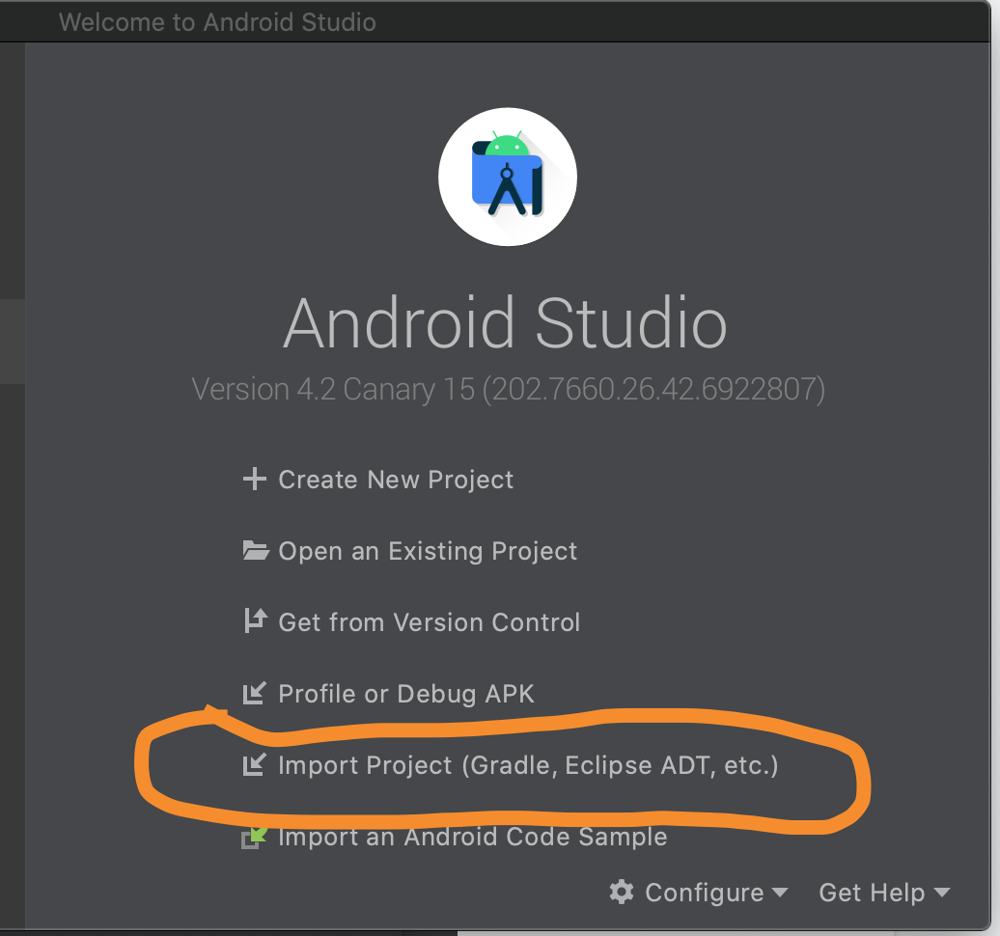 Welcome to Android Studio
Android Studio
Version 4.2 Canary 15 (202.7660.26.42.6922807)
Create New Project
Open an Existing Project
Get from Version Control
Profile or Debug APK
Import Project (Gradle, Eclipse ADT, etc.)
Import an Android Code Sample
Configure Get Help